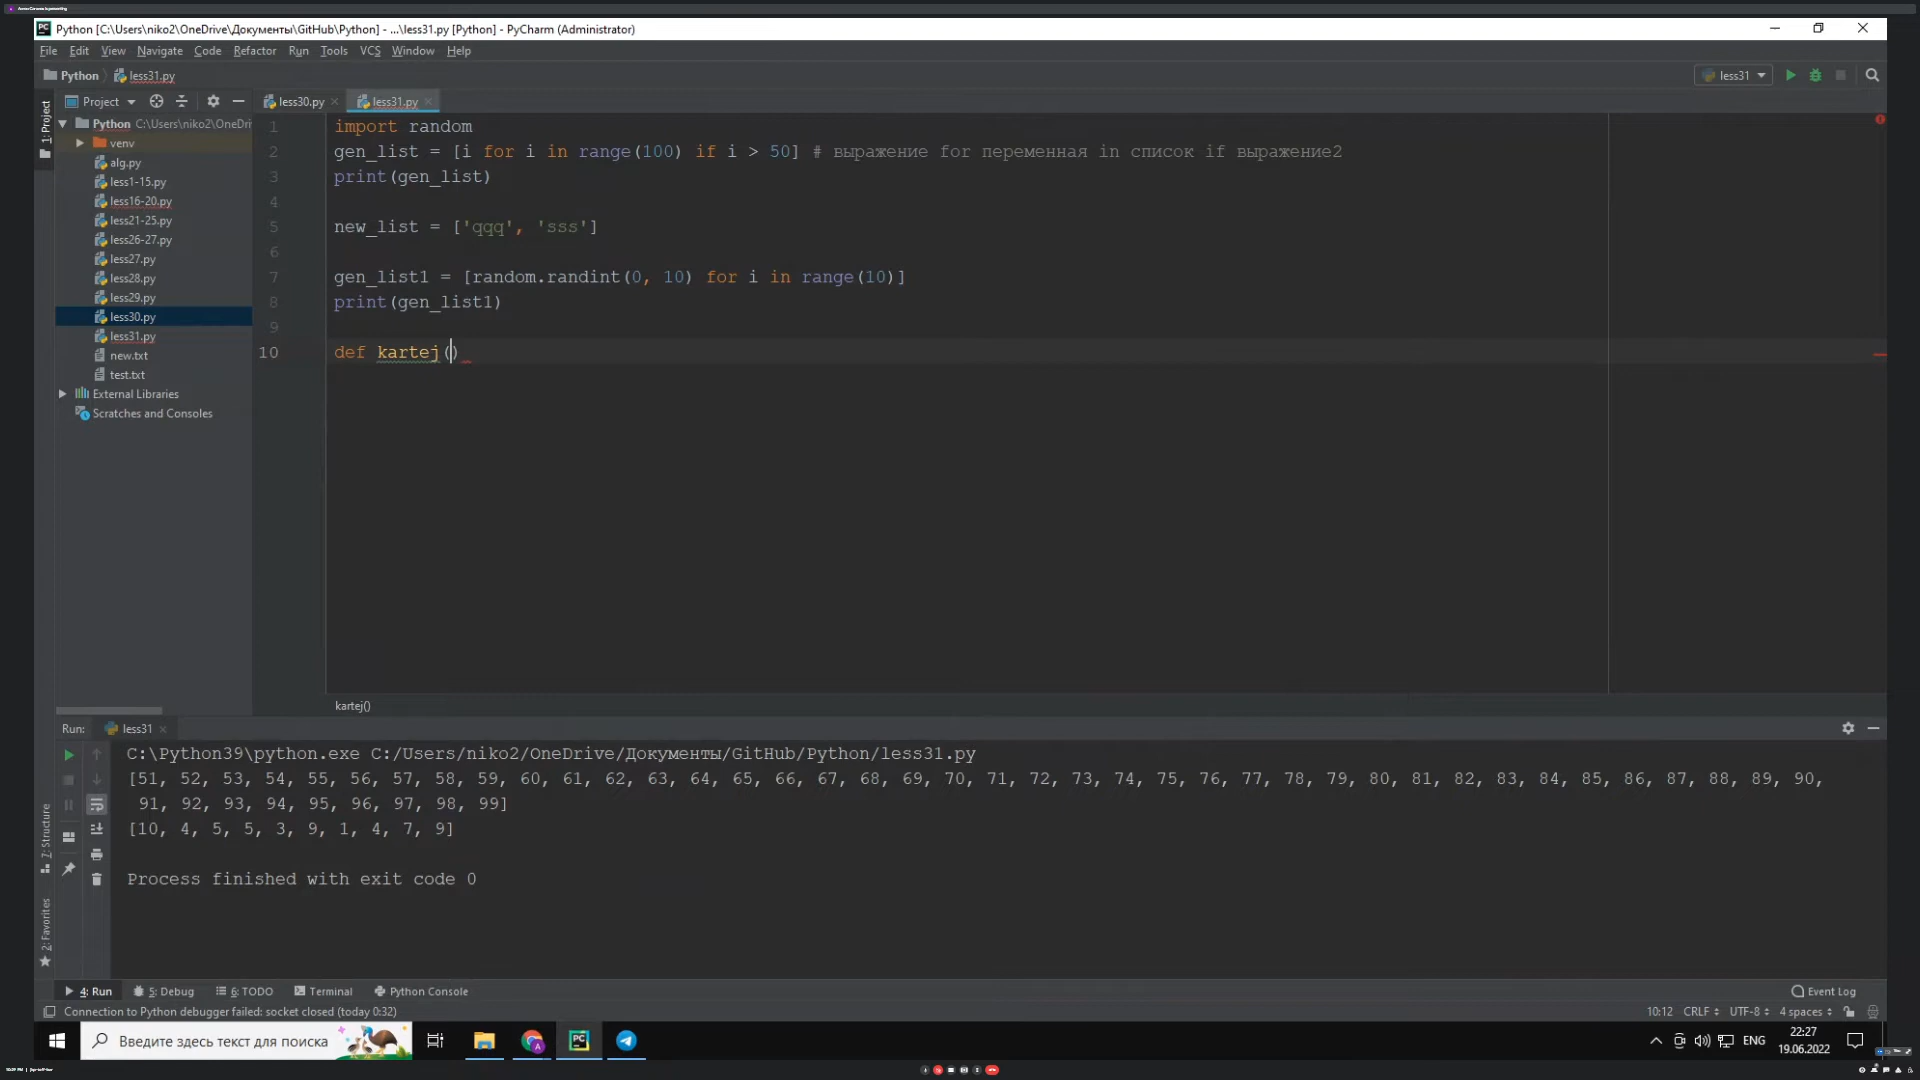 Python [C:\Users\niko2\OneDrive\Документы\GitHub\Python] - ...\less31.py [Python] - PyCharm (Administrator)
File Edit View Navigate Code Refactor Run Tools VCS Window Help
Python less31.py
less31
1: Project
Project
less30.py
less31.py
Python C:\Users\niko2\OneDri
venv
alg.py
less1-15.py
less16-20.py
less21-25.py
less26-27.py
less27.py
less28.py
less29.py
less30.py
less31.py
new.txt
test.txt
External Libraries
Scratches and Consoles
1 import random
2 gen_list = [i for i in range(100) if i > 50] # выражение for переменная in список if выражение2
3 print(gen_list)
4
5 new_list = ['qqq', 'sss']
6
7 gen_list1 = [random.randint(0, 10) for i in range(10)]
8 print(gen_list1)
9
10 def kartej()
kartej()
Run: less31
C:\Python39\python.exe C:/Users/niko2/OneDrive/Документы/GitHub/Python/less31.py
[51, 52, 53, 54, 55, 56, 57, 58, 59, 60, 61, 62, 63, 64, 65, 66, 67, 68, 69, 70, 71, 72, 73, 74, 75, 76, 77, 78, 79, 80, 81, 82, 83, 84, 85, 86, 87, 88, 89, 90,
91, 92, 93, 94, 95, 96, 97, 98, 99]
[10, 4, 5, 5, 3, 9, 1, 4, 7, 9]
Process finished with exit code 0
7: Structure
2: Favorites
4: Run 5: Debug 6: TODO Terminal Python Console
Event Log
Connection to Python debugger failed: socket closed (today 0:32)
10:12 CRLF UTF-8 4 spaces
Введите здесь текст для поиска
ENG
22:27
19.06.2022